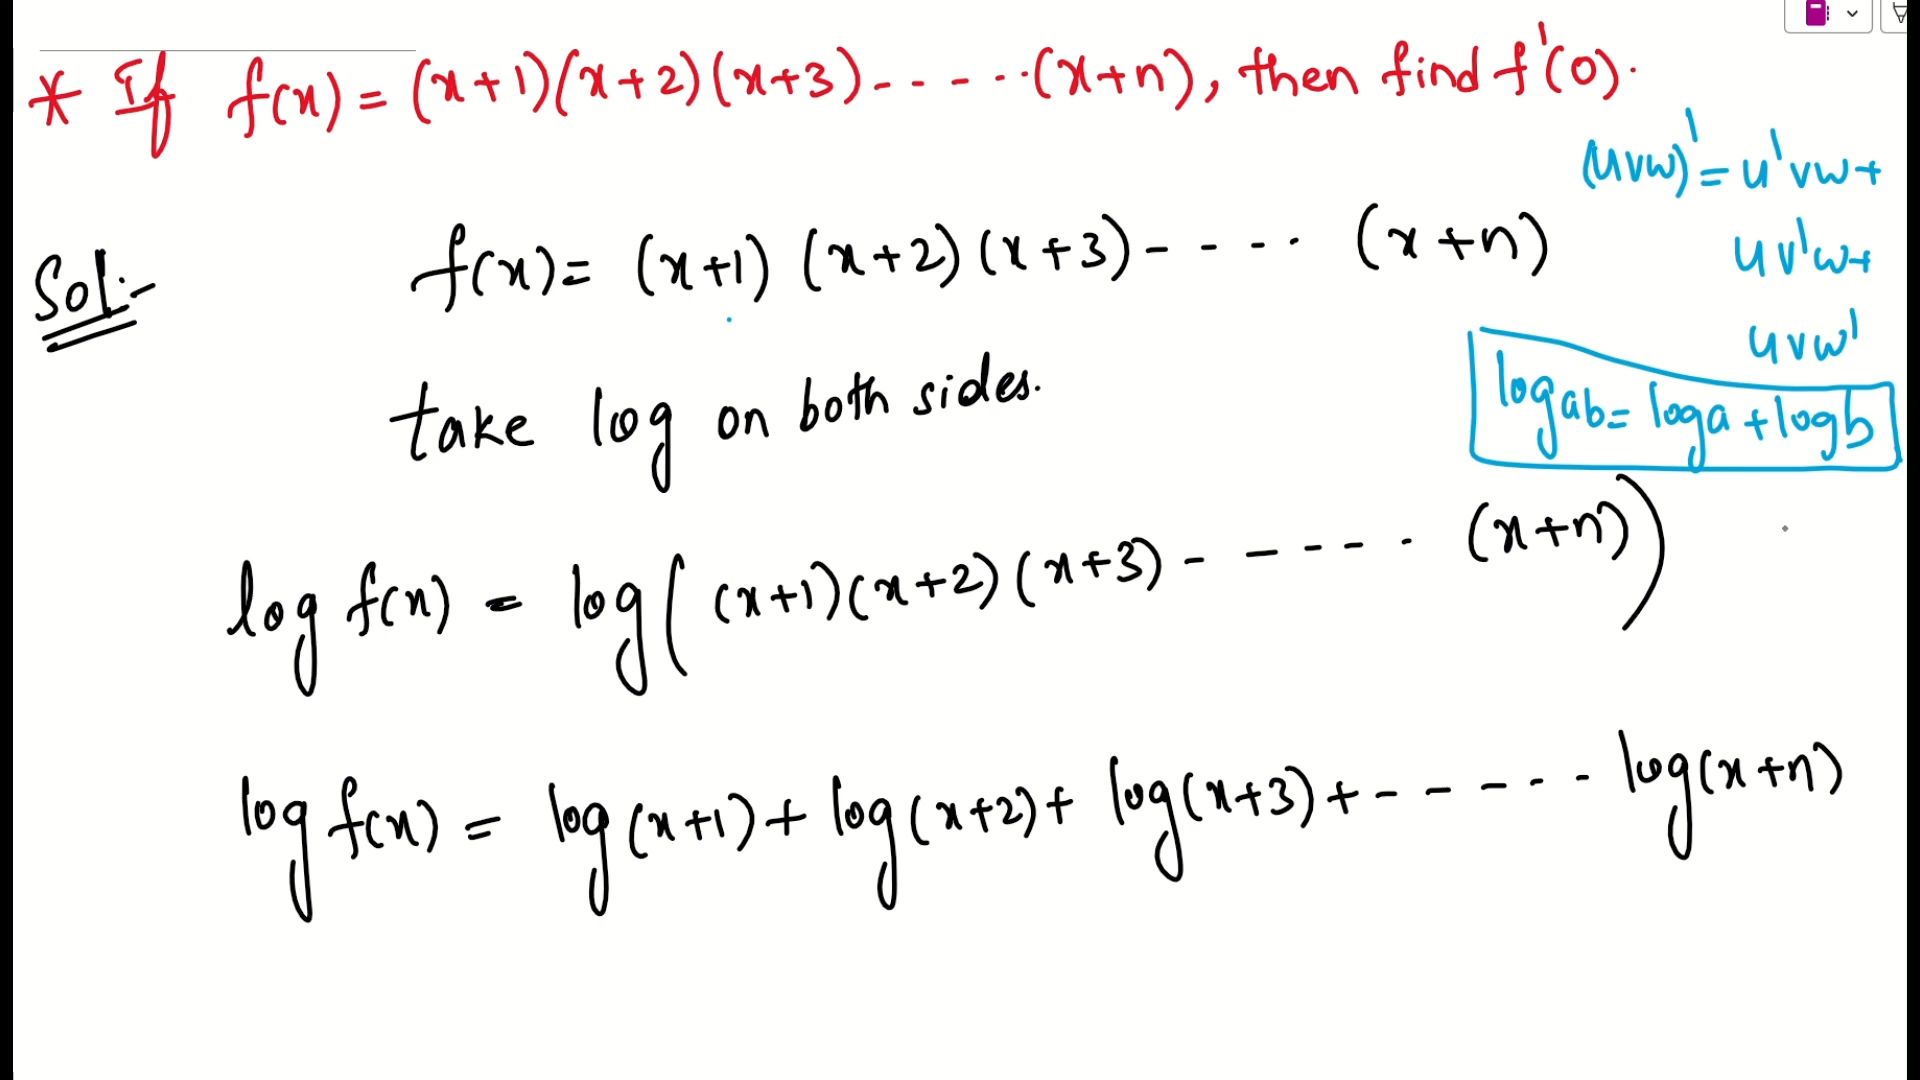 * If f(x) = (x+1)(x+2)(x+3)-----(x+n), then find f'(0).
(uvw)' = u'vw+
uv'w+
uvw'
Sol:- f(x) = (x+1) (x+2) (x+3)----- (x+n)
log ab = log a + log b
take log on both sides.
log f(x) = log( (x+1)(x+2)(x+3)------ (x+n))
log f(x) = log(x+1) + log(x+2) + log(x+3) +----- log(x+n)